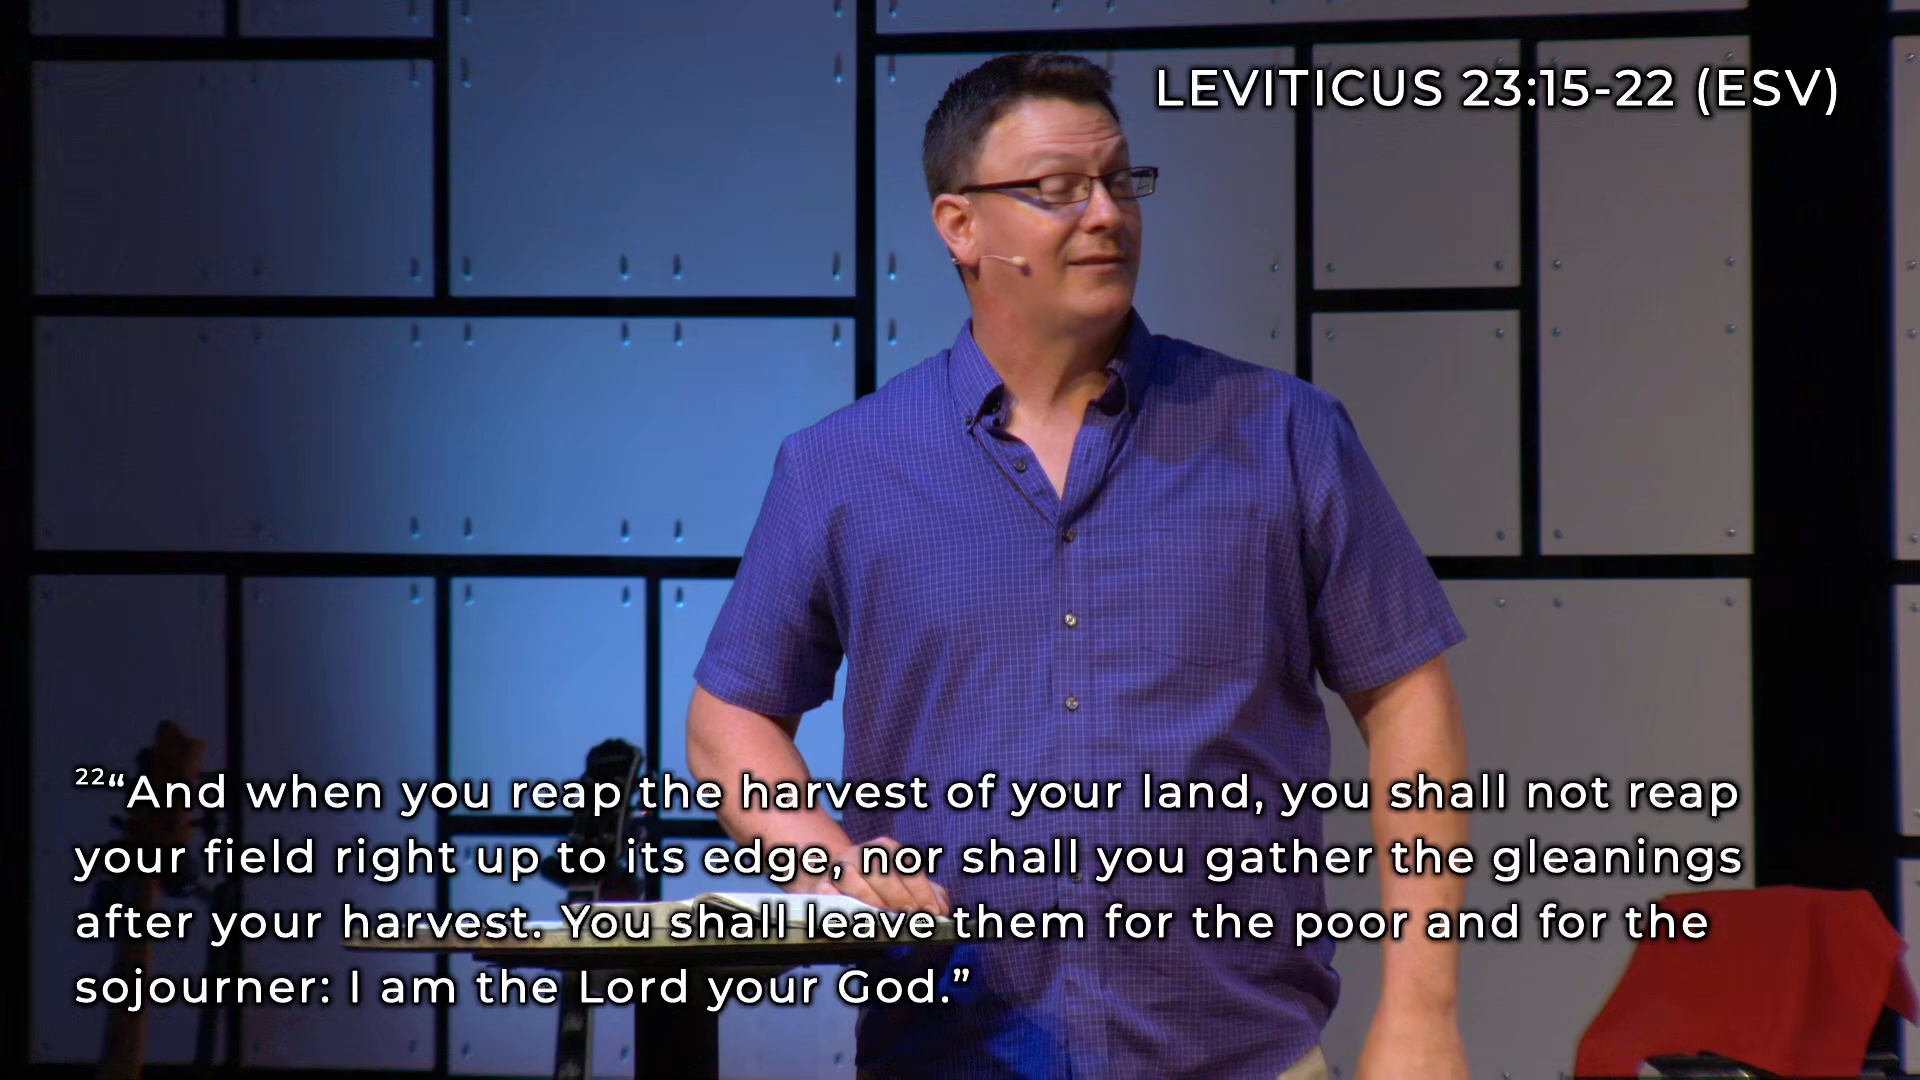 LEVITICUS 23:15-22 (ESV)
²²“And when you reap the harvest of your land, you shall not reap
your field right up to its edge, nor shall you gather the gleanings
after your harvest. You shall leave them for the poor and for the
sojourner: I am the Lord your God.”